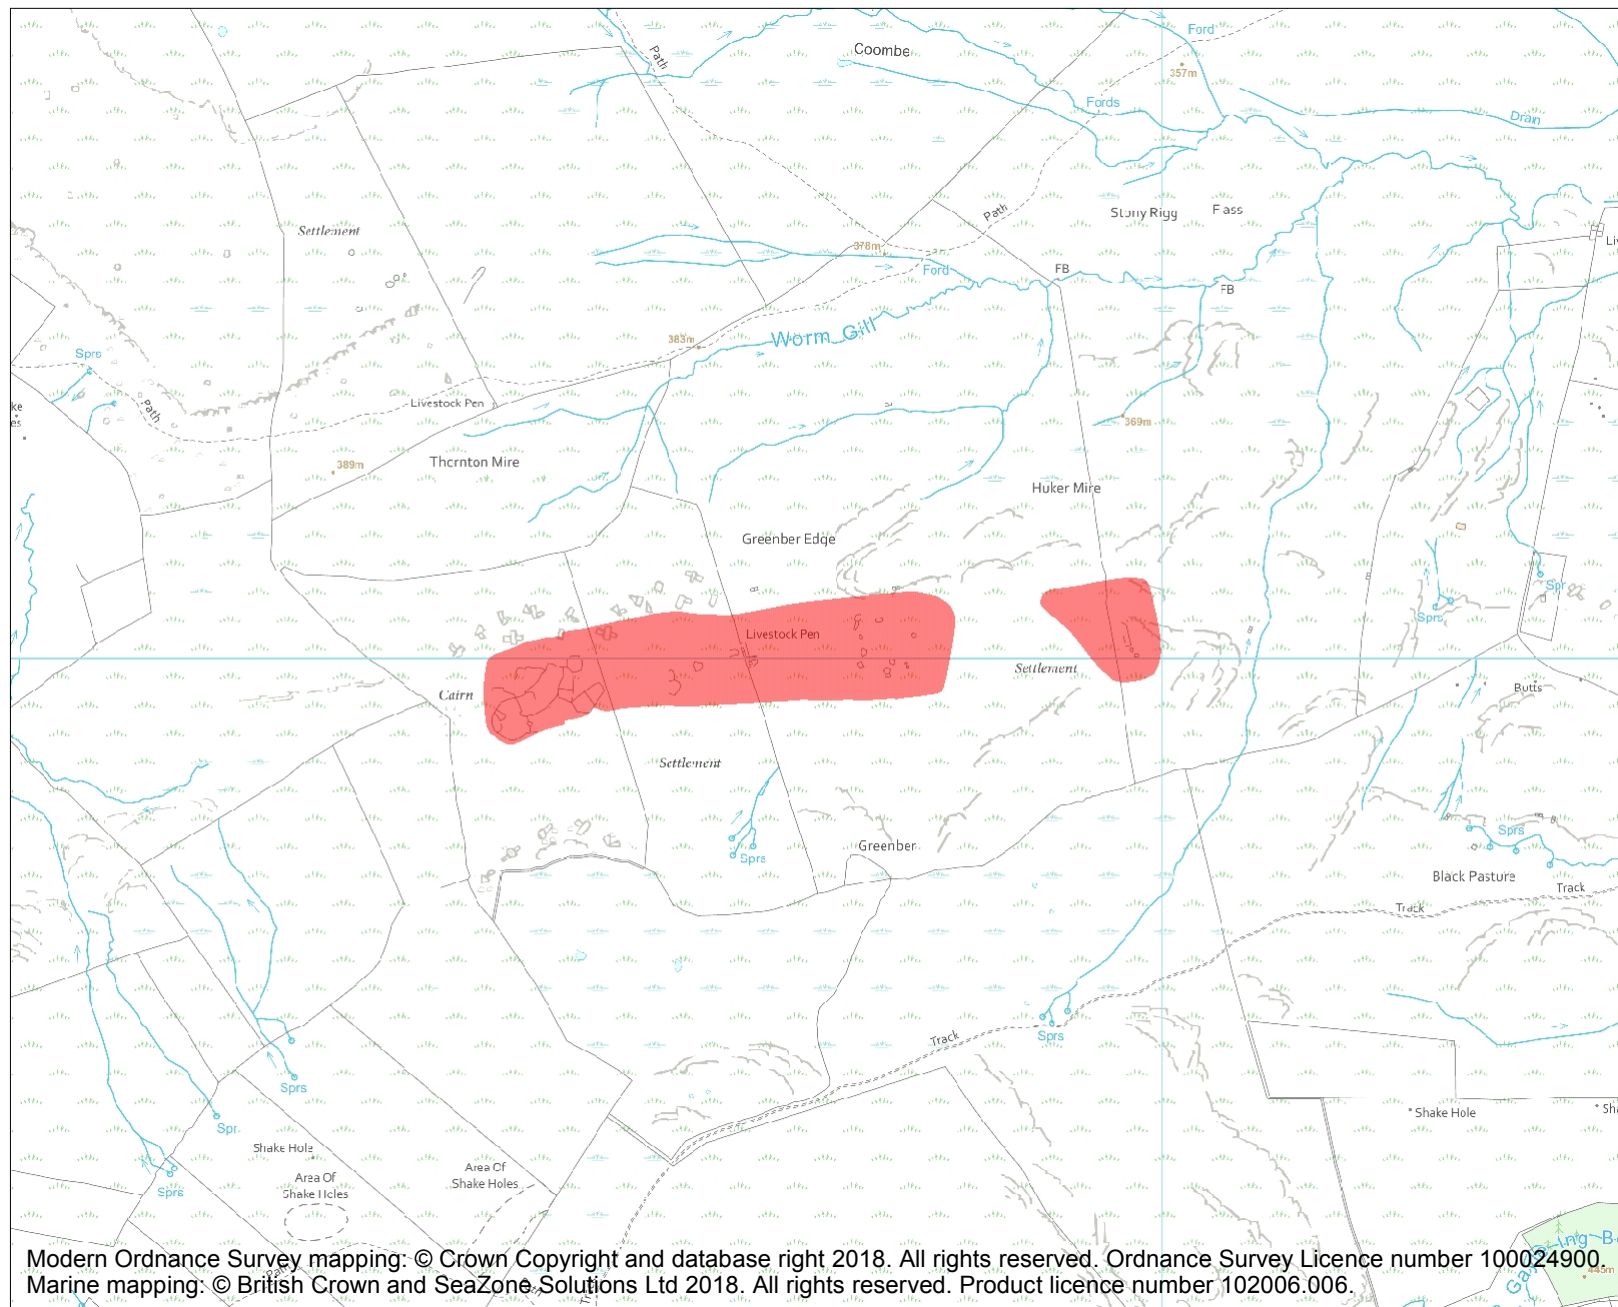 Ford
Path
Coombe
357m
Fords
Drain
Path
Settlement
378m
Ford
FB
FB
383m
Worm Gill
Sprs
Path
Livestock Pen
369m
389m
Thornton Mire
Huker Mire
Greenber Edge
Spr
Sprs
Livestock Pen
Settlement
Cairn
Butts
Settlement
Sprs
Greenber
Sprs
Black Pasture
Track
Track
Sprs
Track
Sprs
Shake Hole
Spr
Shake Hole
Area Of
Shake Holes
Area Of
Shake Holes
Sprs
Modern Ordnance Survey mapping: © Crown Copyright and database right 2018. All rights reserved. Ordnance Survey Licence number 100024900.
445m
Marine mapping: © British Crown and SeaZone Solutions Ltd 2018. All rights reserved. Product licence number 102006.006.